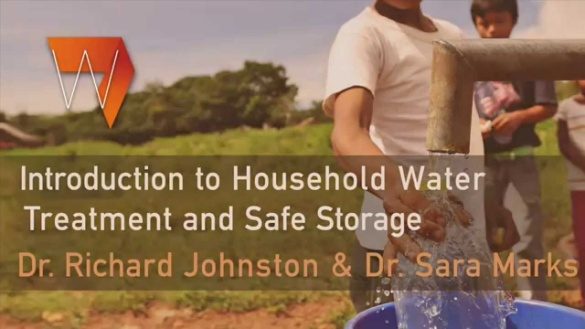 W
Introduction to Household Water
Treatment and Safe Storage
Dr. Richard Johnston & Dr. Sara Marks